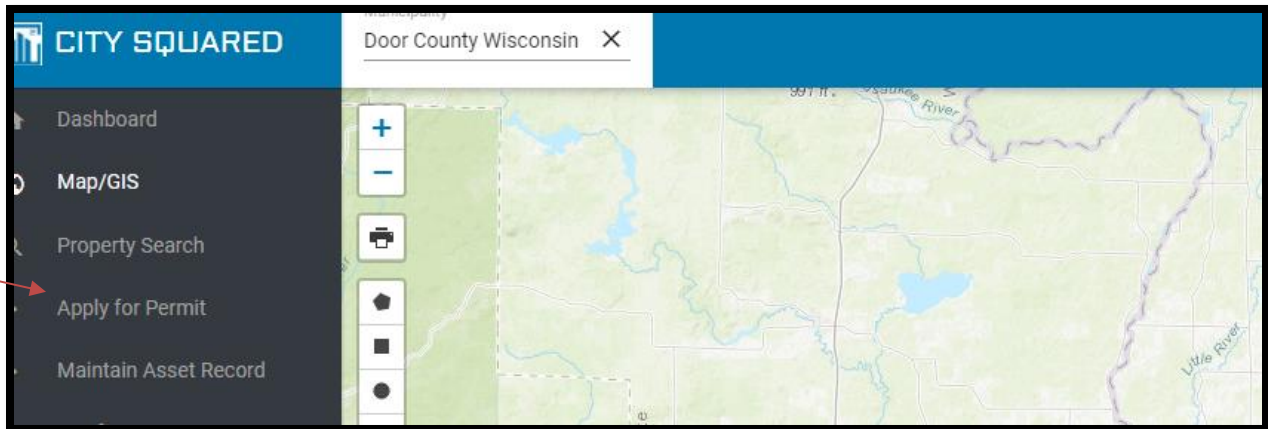 Municipality
CITY SQUARED
Door County Wisconsin
Dashboard
991 ft.
River
Map/GIS
Property Search
Apply for Permit
Maintain Asset Record
Little River